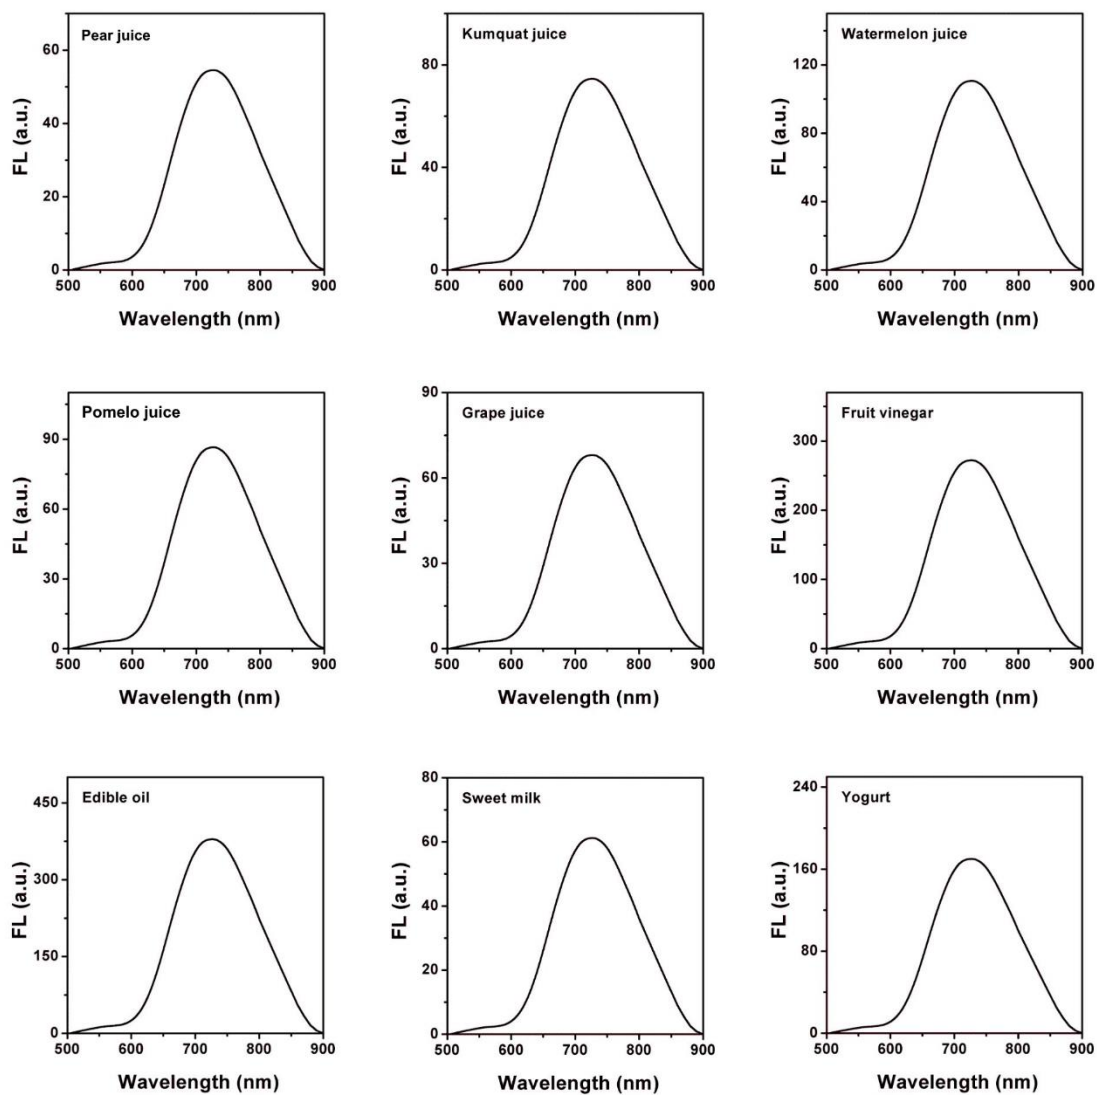 Pear juice
FL (a.u.)
60
40
20
0
500 600 700 800 900
Wavelength (nm)
Kumquat juice
FL (a.u.)
80
40
0
500 600 700 800 900
Wavelength (nm)
Watermelon juice
FL (a.u.)
120
80
40
0
500 600 700 800 900
Wavelength (nm)
Pomelo juice
FL (a.u.)
90
60
30
0
500 600 700 800 900
Wavelength (nm)
Grape juice
FL (a.u.)
90
60
30
0
500 600 700 800 900
Wavelength (nm)
Fruit vinegar
FL (a.u.)
300
200
100
0
500 600 700 800 900
Wavelength (nm)
Edible oil
FL (a.u.)
450
300
150
0
500 600 700 800 900
Wavelength (nm)
Sweet milk
FL (a.u.)
80
60
40
20
0
500 600 700 800 900
Wavelength (nm)
Yogurt
FL (a.u.)
240
160
80
0
500 600 700 800 900
Wavelength (nm)